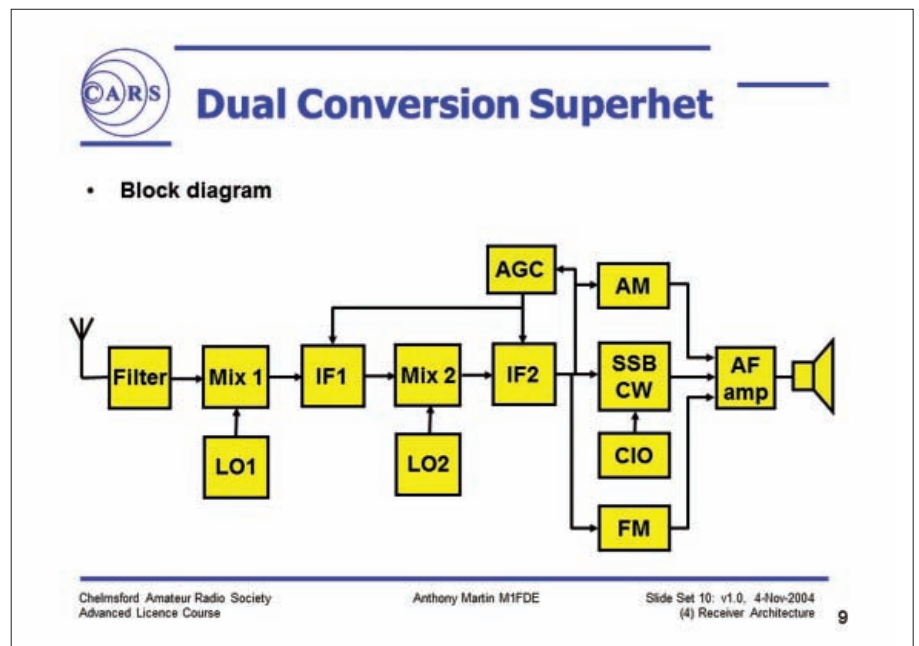 CARS
Dual Conversion Superhet
• Block diagram
AGC
AM
Filter
Mix 1
IF1
Mix 2
IF2
SSB
CW
AF
amp
LO1
LO2
CIO
FM
Chelmsford Amateur Radio Society
Advanced Licence Course
Anthony Martin M1FDE
Slide Set 10: v1.0, 4-Nov-2004
(4) Receiver Architecture
9